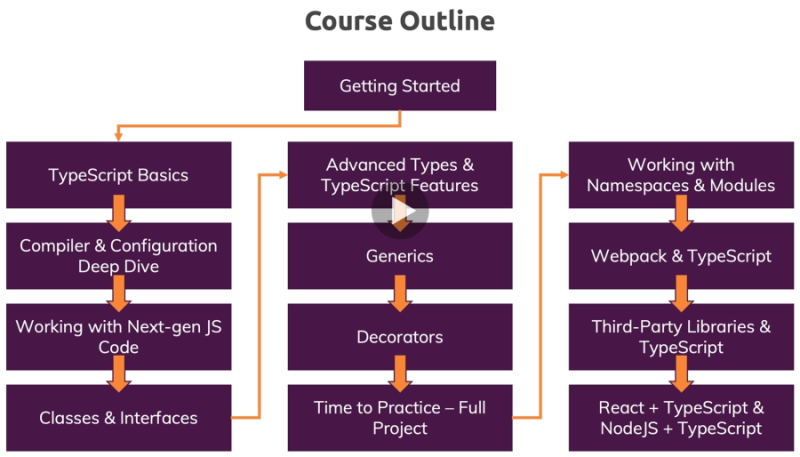 Course Outline
Getting Started
TypeScript Basics
Compiler & Configuration
Deep Dive
Working with Next-gen JS
Code
Classes & Interfaces
Advanced Types &
TypeScript Features
Generics
Decorators
Time to Practice – Full
Project
Working with
Namespaces & Modules
Webpack & TypeScript
Third-Party Libraries &
TypeScript
React + TypeScript &
NodeJS + TypeScript